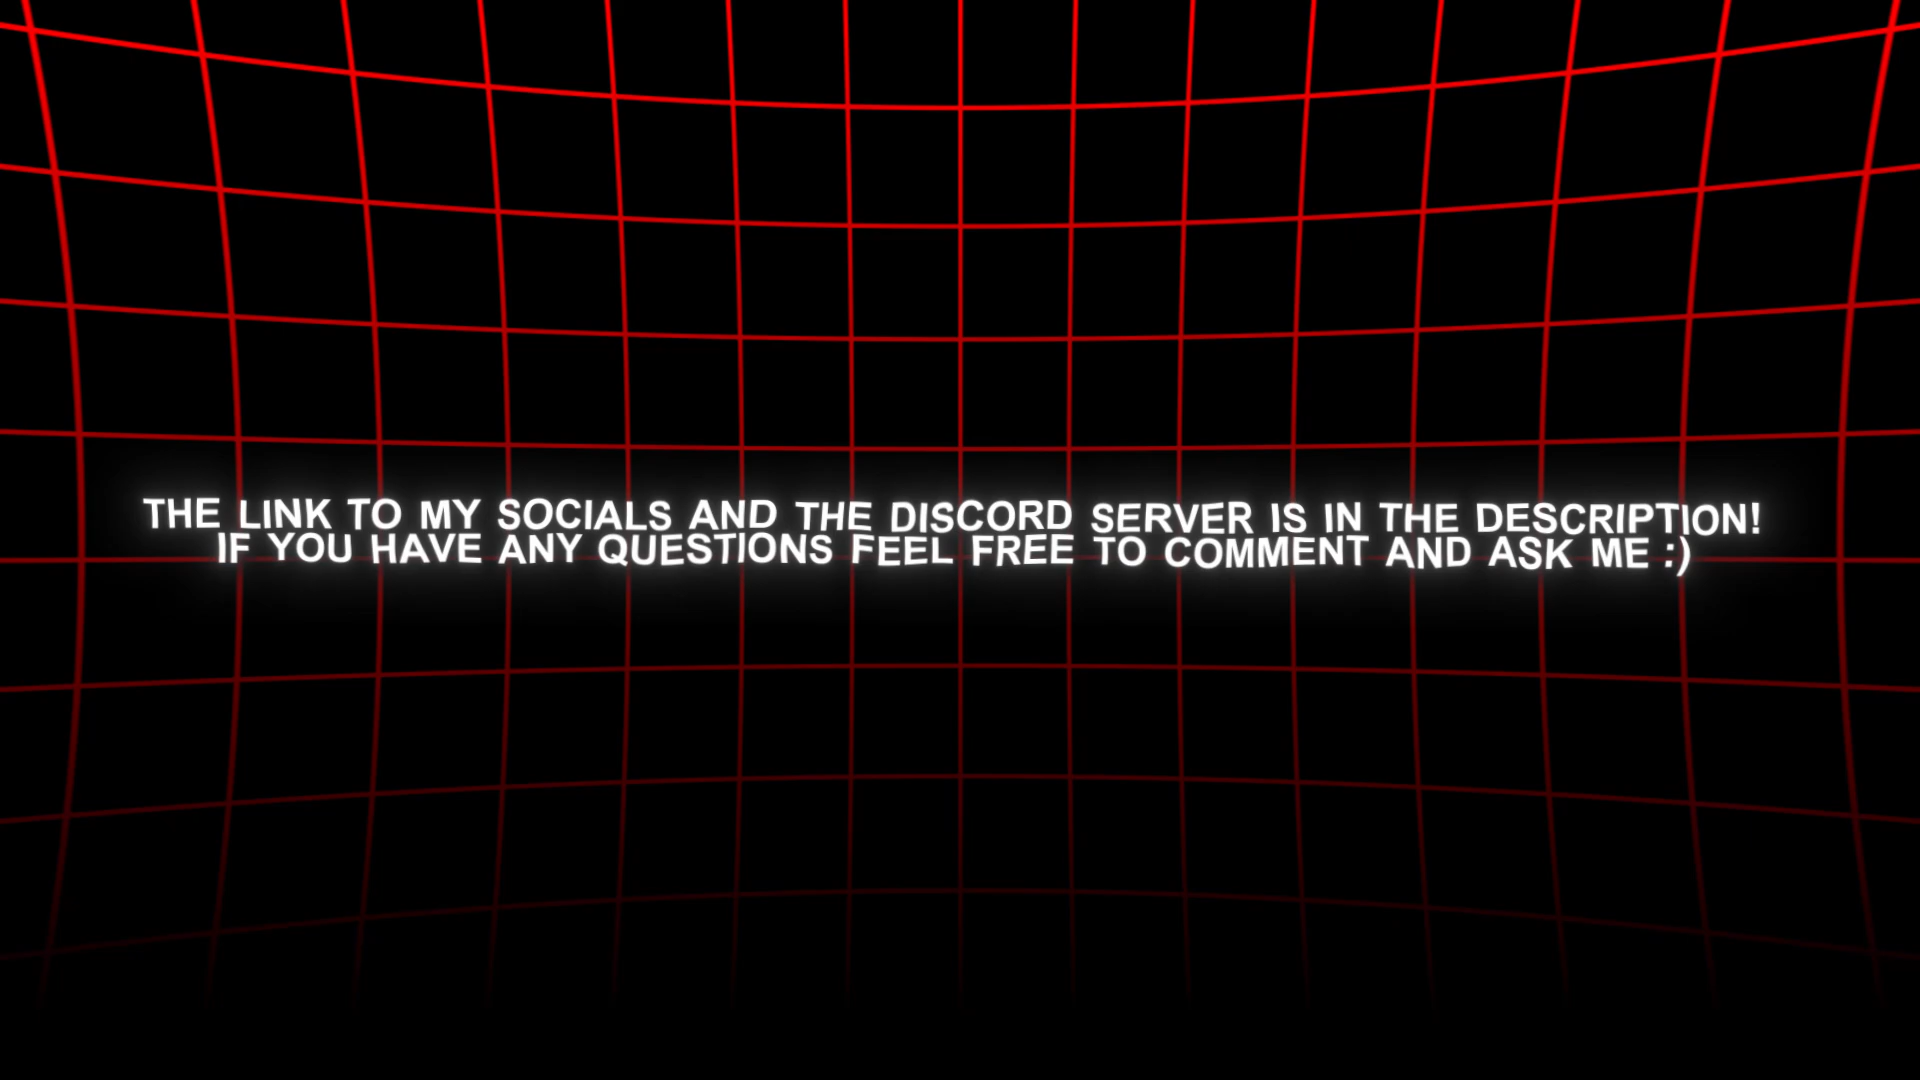 THE LINK TO MY SOCIALS AND THE DISCORD SERVER IS IN THE DESCRIPTION!
IF YOU HAVE ANY QUESTIONS FEEL FREE TO COMMENT AND ASK ME :)